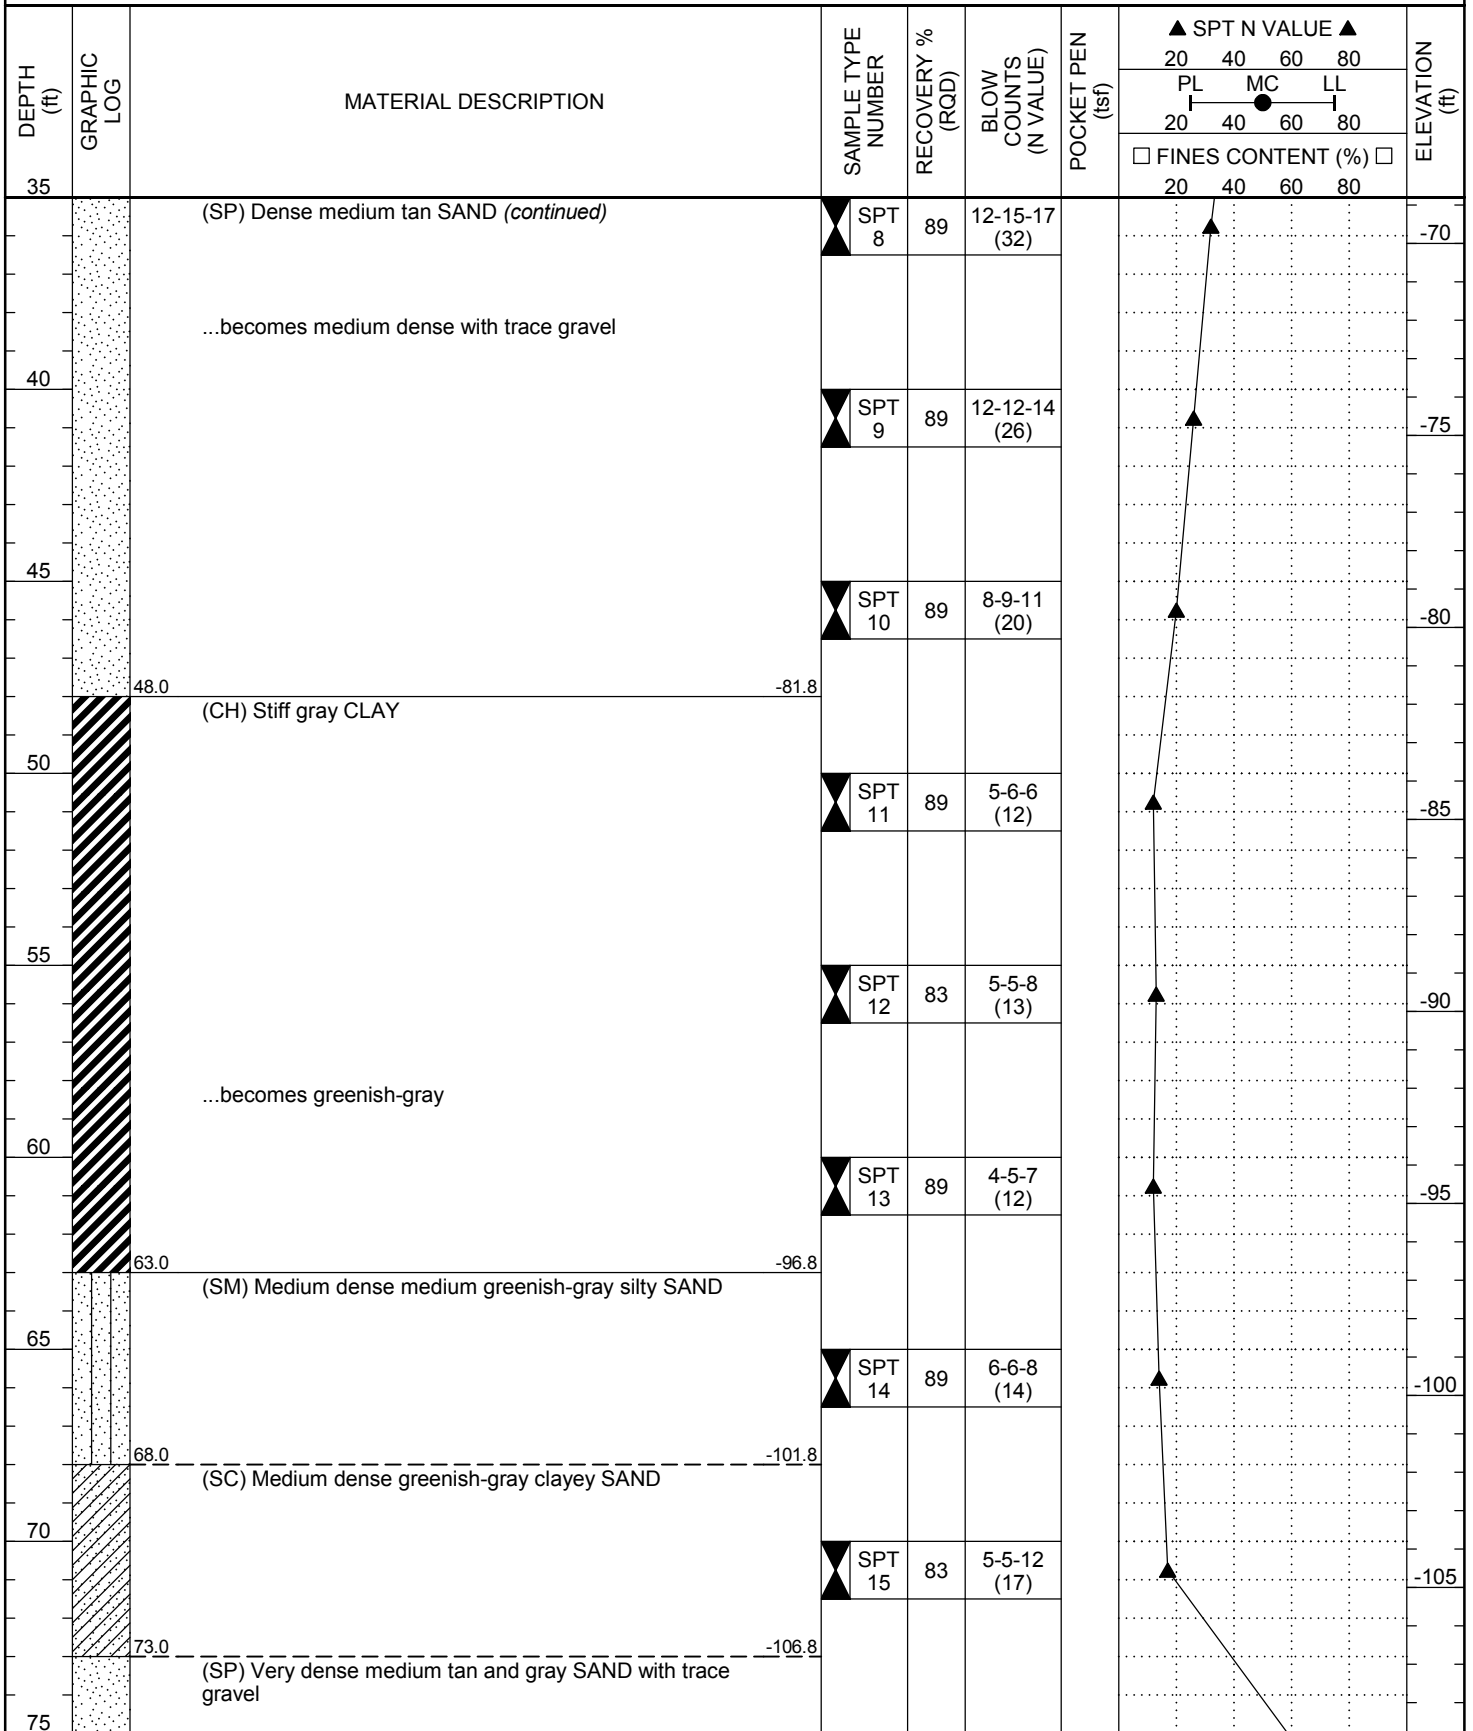 DEPTH
(ft)
GRAPHIC
LOG
MATERIAL DESCRIPTION
SAMPLE TYPE
NUMBER
RECOVERY %
(RQD)
BLOW
COUNTS
(N VALUE)
POCKET PEN
(tsf)
▲ SPT N VALUE ▲
20 40 60 80
PL MC LL
20 40 60 80
□ FINES CONTENT (%) □
20 40 60 80
ELEVATION
(ft)
35
(SP) Dense medium tan SAND (continued)
SPT 89 12-15-17
8 (32)
-70
...becomes medium dense with trace gravel
40
SPT 89 12-12-14
9 (26)
-75
45
SPT 89 8-9-11
10 (20)
-80
48.0 -81.8
(CH) Stiff gray CLAY
50
SPT 89 5-6-6
11 (12)
-85
55
SPT 83 5-5-8
12 (13)
-90
...becomes greenish-gray
60
SPT 89 4-5-7
13 (12)
-95
63.0 -96.8
(SM) Medium dense medium greenish-gray silty SAND
65
SPT 89 6-6-8
14 (14)
-100
68.0 -101.8
(SC) Medium dense greenish-gray clayey SAND
70
SPT 83 5-5-12
15 (17)
-105
73.0 -106.8
(SP) Very dense medium tan and gray SAND with trace
gravel
75